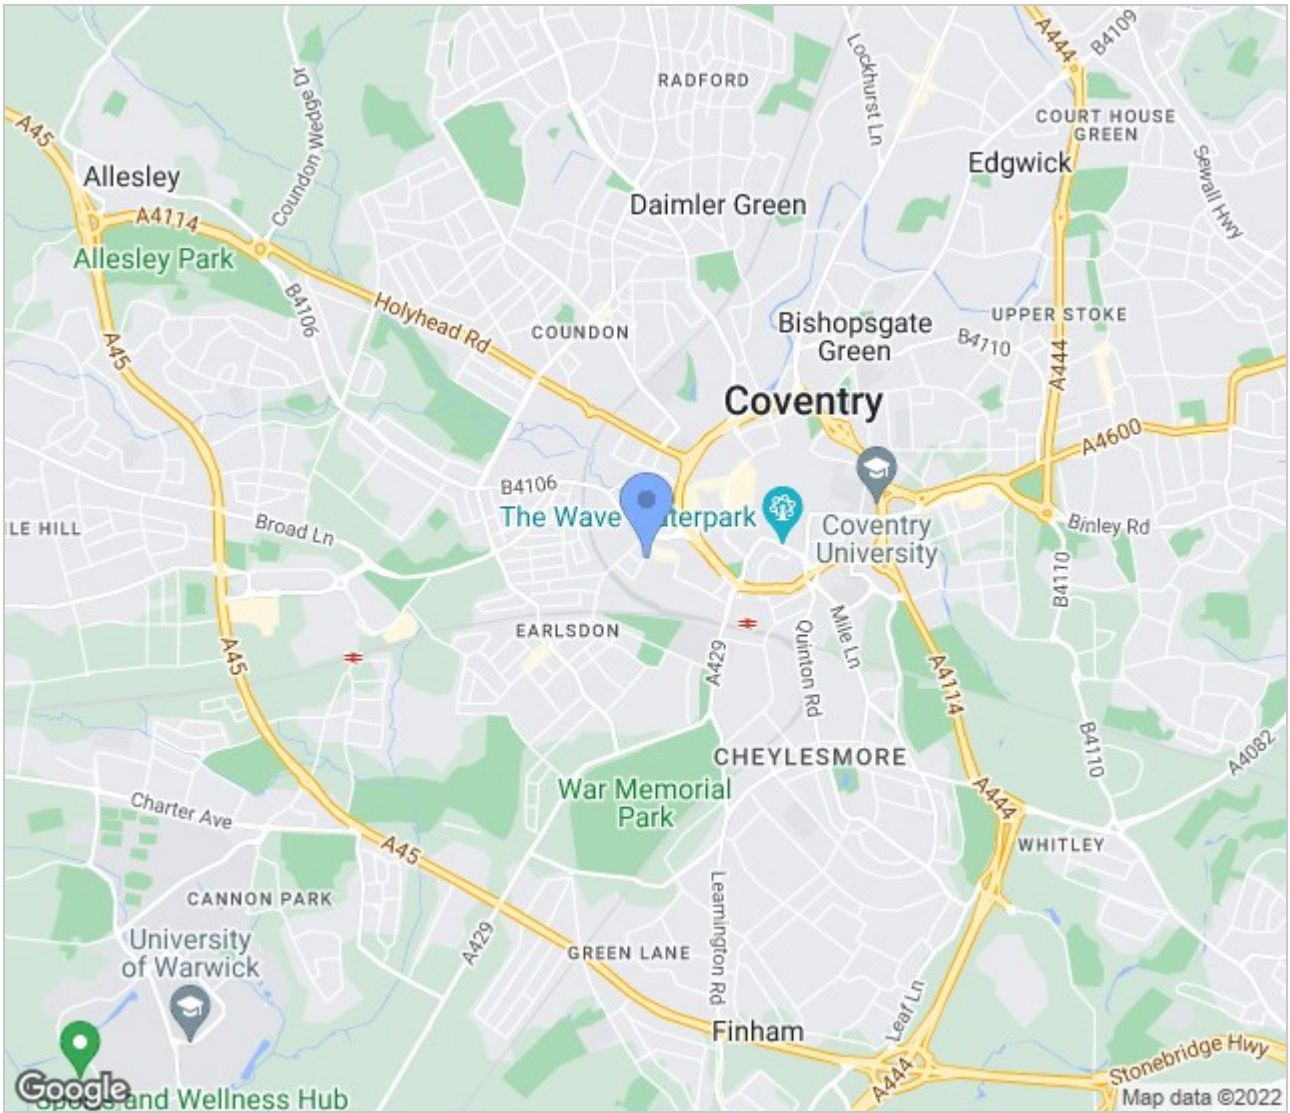 A444
B4109
Lockhurst Ln
RADFORD
Coundon Wedge Dr
COURT HOUSE
GREEN
A45
Edgwick
Sewall Hwy
Allesley
Daimler Green
A4114
Allesley Park
B4106
Holyhead Rd
COUNDON
Bishopsgate
Green
UPPER STOKE
B4710
A45
A444
Coventry
A4600
B4106
The Wave
aterpark
Broad Ln
ILE HILL
Coventry
University
Binley Rd
B4110
EARLSDON
Mile Ln
Quinton Rd
A45
A429
A4114
B4110
A4082
CHEYLESMORE
War Memorial
Park
A444
Charter Ave
A45
WHITLEY
CANNON PARK
Leamington Rd
University
of Warwick
A429
GREEN LANE
Leaf Ln
Finham
Stonebridge Hwy
A444
Google
and Wellness Hub
Map data ©2022